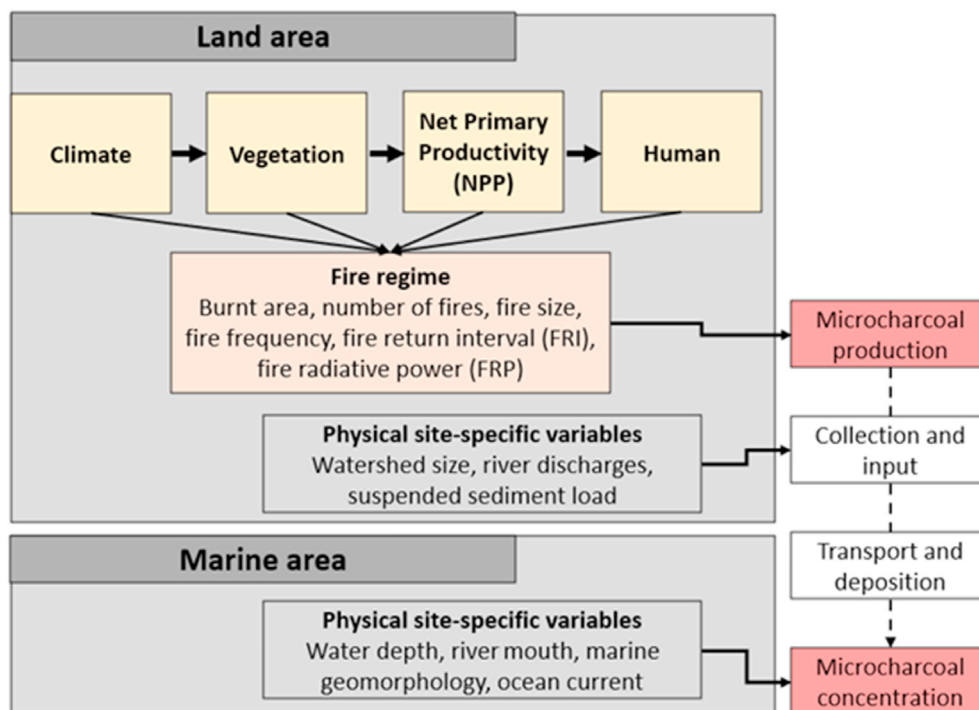 Land area
Climate
Vegetation
Net Primary
Productivity
(NPP)
Human
Fire regime
Burnt area, number of fires, fire size,
fire frequency, fire return interval (FRI),
fire radiative power (FRP)
Microcharcoal
production
Physical site-specific variables
Watershed size, river discharges,
suspended sediment load
Collection and
input
Transport and
deposition
Marine area
Physical site-specific variables
Water depth, river mouth, marine
geomorphology, ocean current
Microcharcoal
concentration